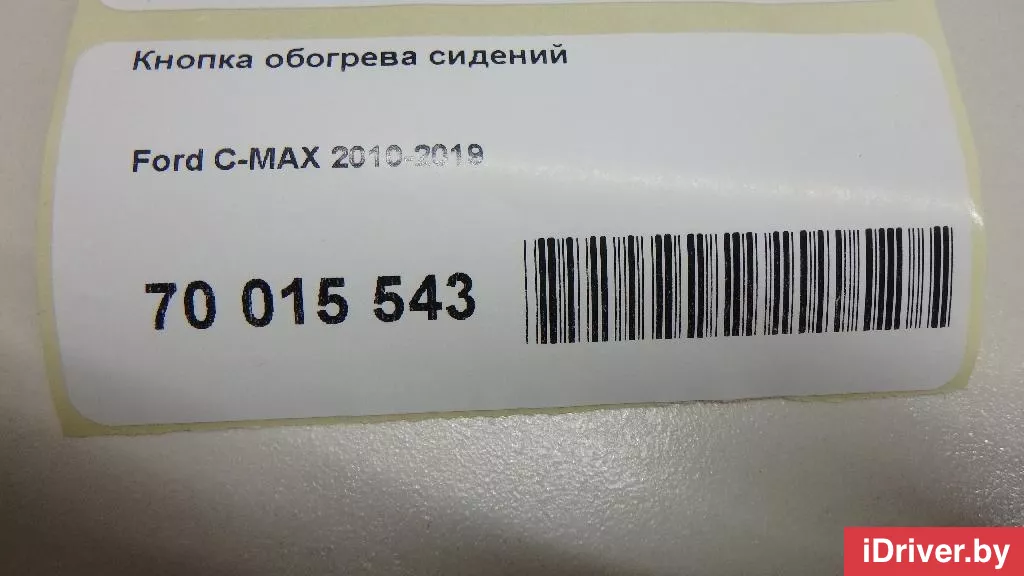 Кнопка обогрева сидений
Ford C-MAX 2010-2019
70 015 543
iDriver.by